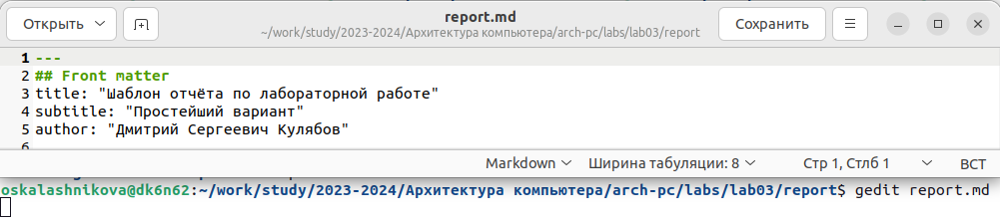 Открыть
report.md
~/work/study/2023-2024/Архитектура компьютера/arch-pc/labs/lab03/report
Сохранить
1 ---
2 ## Front matter
3 title: "Шаблон отчёта по лабораторной работе"
4 subtitle: "Простейший вариант"
5 author: "Дмитрий Сергеевич Кулябов"
6
Markdown
Ширина табуляции: 8
Стр 1, Стлб 1
ВСТ
oskalashnikova@dk6n62:~/work/study/2023-2024/Архитектура компьютера/arch-pc/labs/lab03/report$ gedit report.md